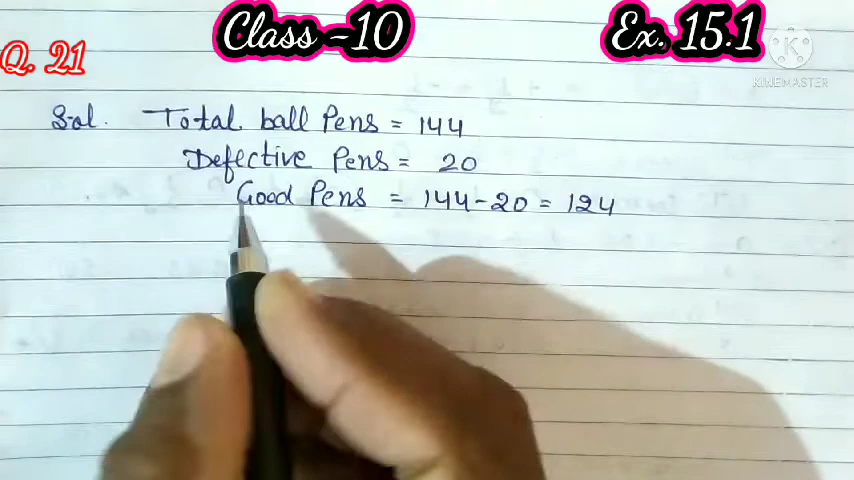 Class -10
Ex. 15.1
Q. 21
KINEMASTER
Sol. Total ball Pens = 144
Defective Pens = 20
Good Pens = 144-20 = 124